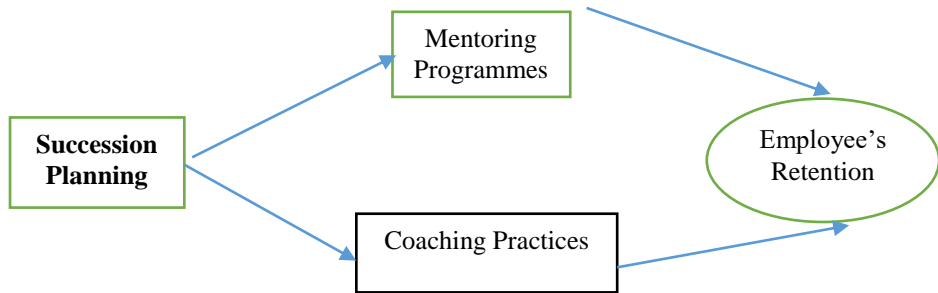 Mentoring
Programmes
Succession
Planning
Employee’s
Retention
Coaching Practices